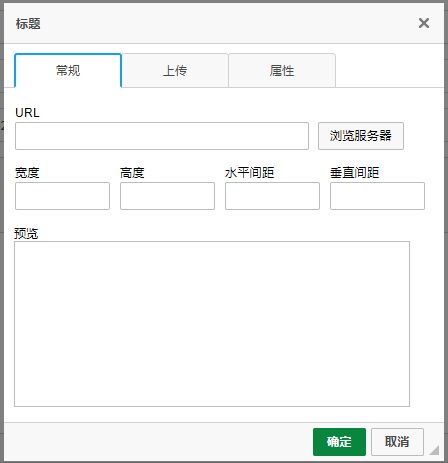 标题
常规 上传 属性
URL
浏览服务器
宽度 高度 水平间距 垂直间距
预览
确定 取消